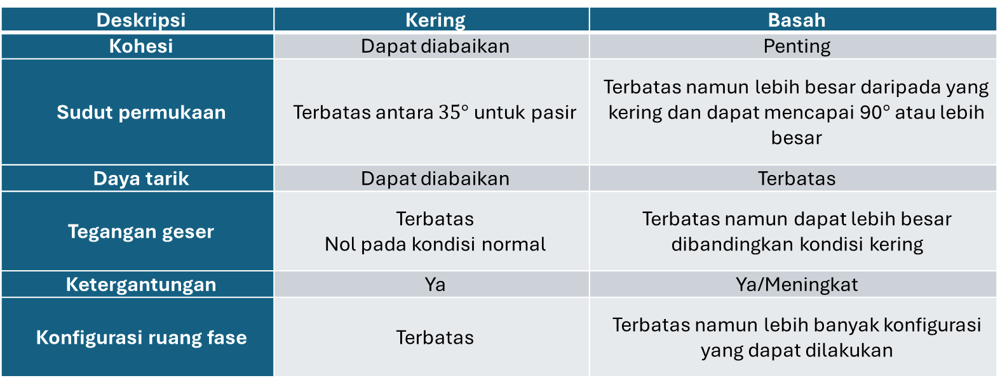 Deskripsi Kering Basah
Kohesi Dapat diabaikan Penting
Sudut permukaan Terbatas antara 35° untuk pasir
Terbatas namun lebih besar daripada yang
kering dan dapat mencapai 90° atau lebih
besar
Daya tarik Dapat diabaikan Terbatas
Tegangan geser
Terbatas
Nol pada kondisi normal
Terbatas namun dapat lebih besar
dibandingkan kondisi kering
Ketergantungan Ya Ya/Meningkat
Konfigurasi ruang fase Terbatas
Terbatas namun lebih banyak konfigurasi
yang dapat dilakukan